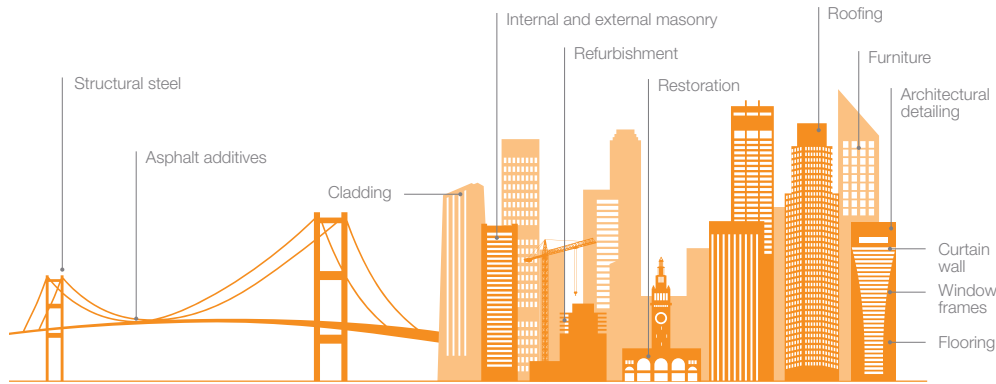 Internal and external masonry
Roofing
Refurbishment
Furniture
Structural steel
Restoration
Architectural
detailing
Asphalt additives
Cladding
Curtain
wall
Window
frames
Flooring